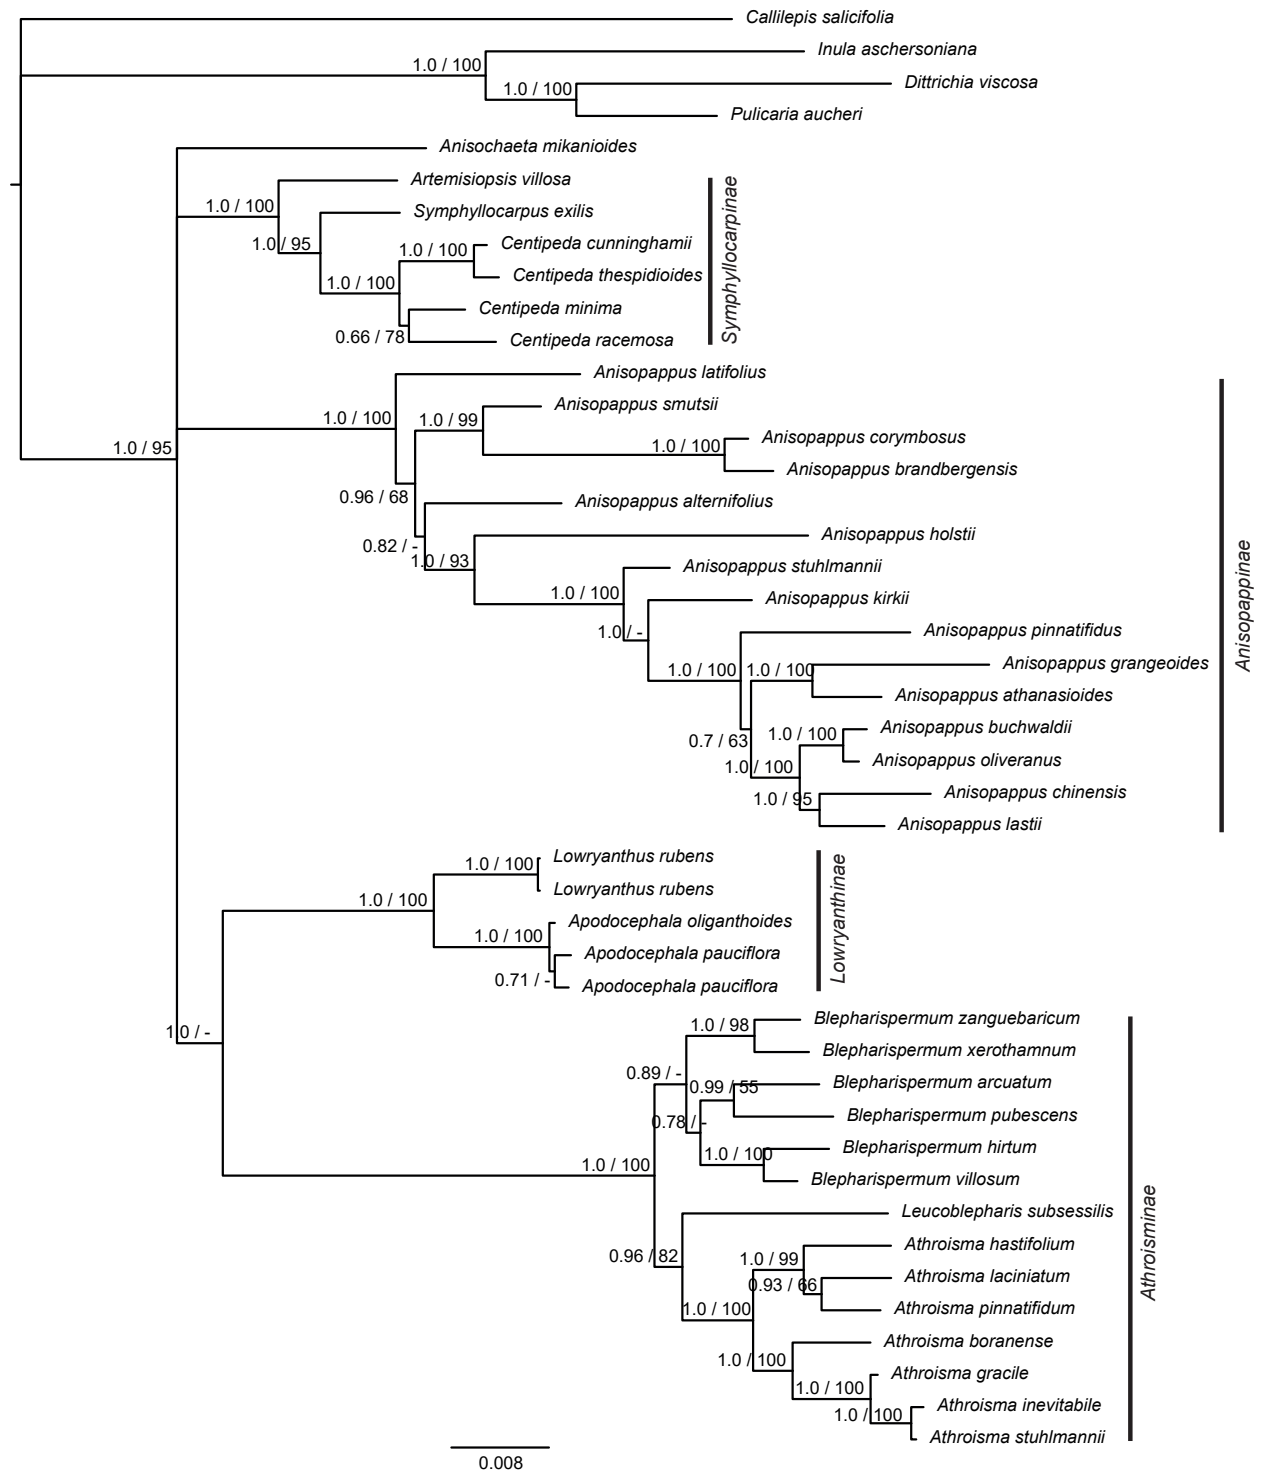 Callilepis salicifolia
Inula aschersoniana
1.0 / 100
Dittrichia viscosa
1.0 / 100
Pulicaria aucheri
Anisochaeta mikanioides
Artemisiopsis villosa
1.0 / 100
Symphyllocarpus exilis
1.0 / 95
Centipeda cunninghamii
1.0 / 100
Centipeda thespidioides
1.0 / 100
Centipeda minima
0.66 / 78
Centipeda racemosa
Symphyllocarpinae
Anisopappus latifolius
1.0 / 100
Anisopappus smutsii
1.0 / 99
Anisopappus corymbosus
1.0 / 100
Anisopappus brandbergensis
1.0 / 95
0.96 / 68
Anisopappus alternifolius
Anisopappus holstii
0.82 / -
1.0 / 93
Anisopappus stuhlmannii
1.0 / 100
Anisopappus kirkii
1.0 / -
Anisopappus pinnatifidus
Anisopappus grangeoides
1.0 / 100
1.0 / 100
Anisopappus athanasioides
Anisopappus buchwaldii
1.0 / 100
0.7 / 63
Anisopappus oliveranus
1.0 / 100
Anisopappus chinensis
1.0 / 95
Anisopappus lastii
Anisopappinae
Lowryanthus rubens
1.0 / 100
Lowryanthus rubens
1.0 / 100
Apodocephala oliganthoides
1.0 / 100
Apodocephala pauciflora
0.71 / -
Apodocephala pauciflora
Lowryanthinae
1.0 / -
Blepharispermum zanguebaricum
1.0 / 98
Blepharispermum xerothamnum
0.89 / -
Blepharispermum arcuatum
0.99 / 55
Blepharispermum pubescens
0.78 / -
Blepharispermum hirtum
1.0 / 100
1.0 / 100
Blepharispermum villosum
Leucoblepharis subsessilis
Athroisma hastifolium
0.96 / 82
1.0 / 99
Athroisma laciniatum
0.93 / 66
Athroisma pinnatifidum
1.0 / 100
Athroisma boranense
1.0 / 100
Athroisma gracile
1.0 / 100
Athroisma inevitabile
1.0 / 100
Athroisma stuhlmannii
Athroisminae
0.008